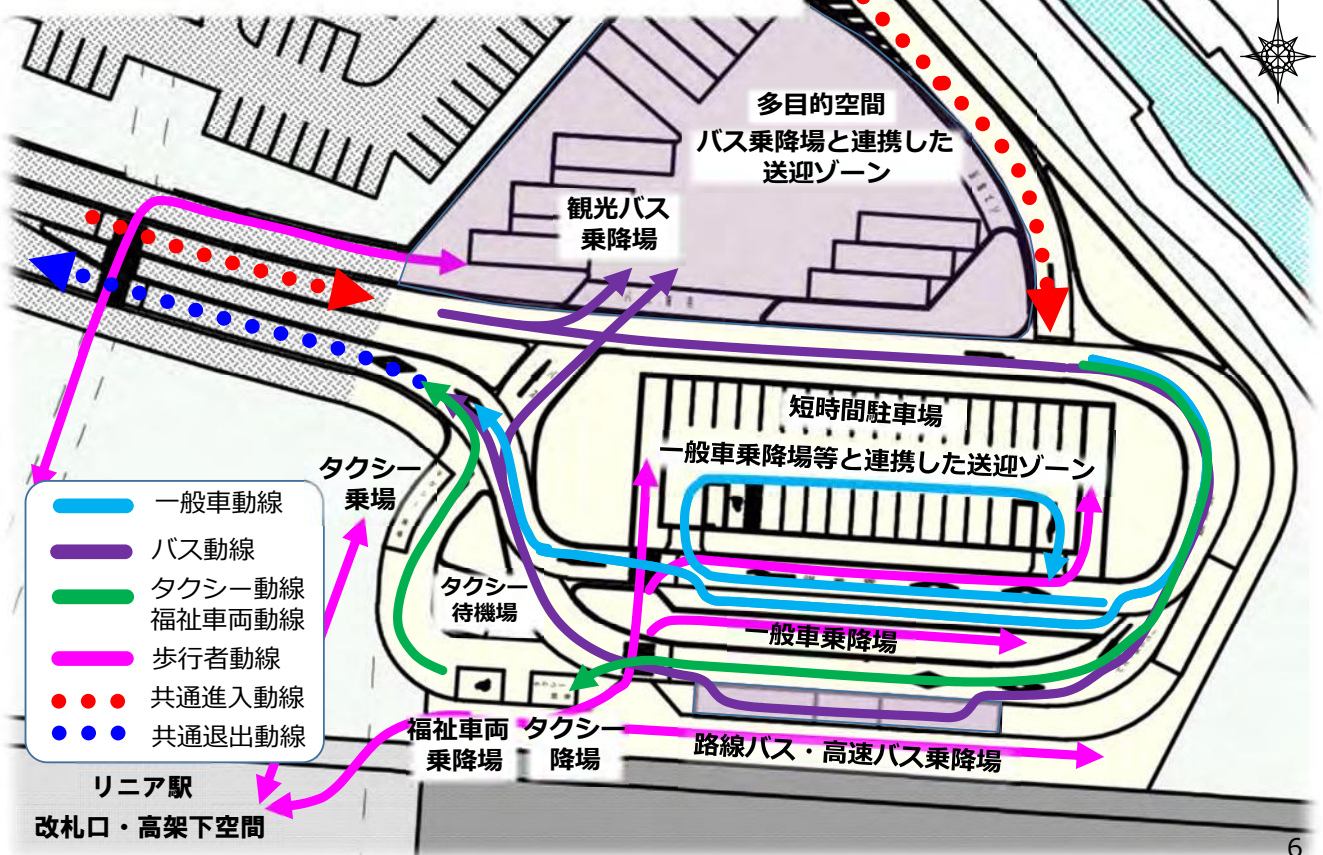 多目的空間
バス乗降場と連携した
送迎ゾーン
観光バス
乗降場
短時間駐車場
一般車乗降場等と連携した送迎ゾーン
タクシー
乗場
タクシー
待機場
一般車乗降場
福祉車両
乗降場
タクシー
降場
路線バス・高速バス乗降場
一般車動線
バス動線
タクシー動線
福祉車両動線
歩行者動線
共通進入動線
共通退出動線
リニア駅
改札口・高架下空間
6